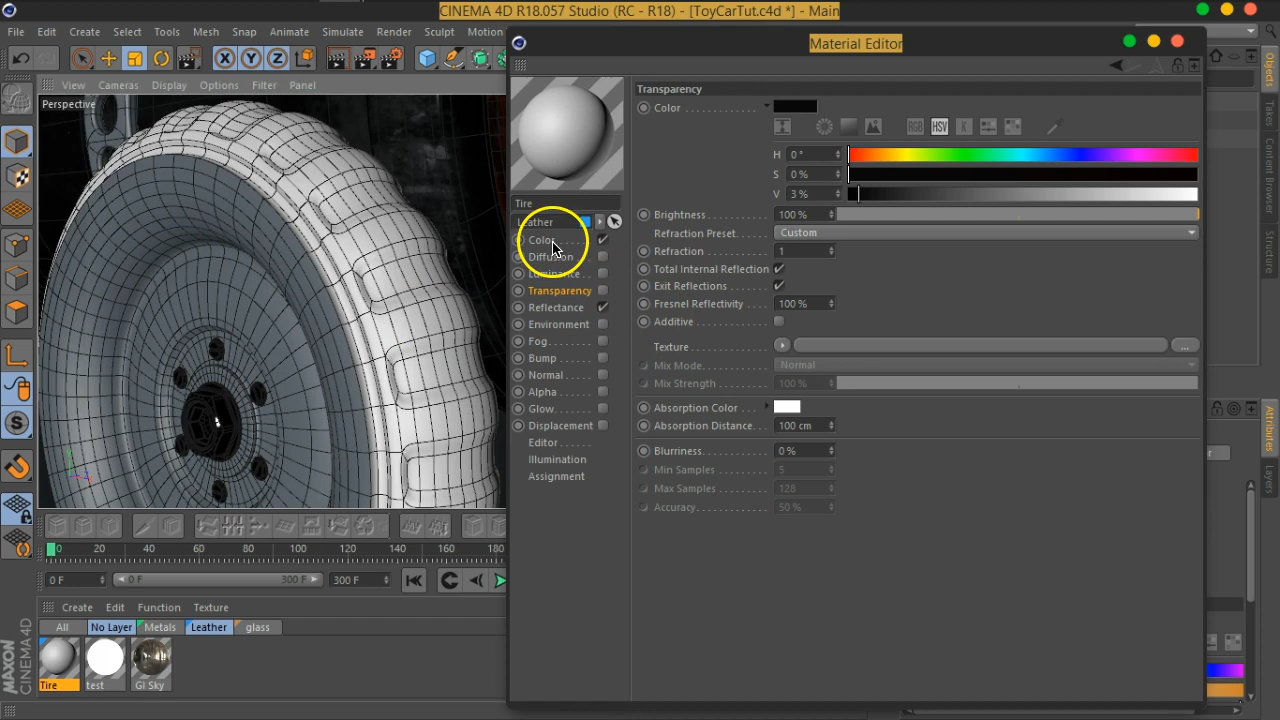 CINEMA 4D R18.057 Studio (RC - R18) - [ToyCarTut.c4d *] - Main
File Edit Create Select Tools Mesh Snap Animate Simulate Render Sculpt Motion
Material Editor
X Y Z
View Cameras Display Options Filter Panel
Perspective
Tire
Leather
Color
Diffusion
Luminance
Transparency
Reflectance
Environment
Fog
Bump
Normal
Alpha
Glow
Displacement
Editor
Illumination
Assignment
Transparency
Color
RGB HSV K
H 0 °
S 0 %
V 3 %
Brightness 100 %
Refraction Preset Custom
Refraction 1
Total Internal Reflection
Exit Reflections
Fresnel Reflectivity 100 %
Additive
Texture ...
Mix Mode Normal
Mix Strength 100 %
Absorption Color
Absorption Distance 100 cm
Blurriness 0 %
Min Samples 5
Max Samples 128
Accuracy 50 %
Objects
Takes
Content Browser
Structure
Attributes
Layers
0 20 40 60 80 100 120 140 160 180
0 F 0 F 300 F 300 F
Create Edit Function Texture
All No Layer Metals Leather glass
Tire test GI Sky
MAXON
CINEMA 4D